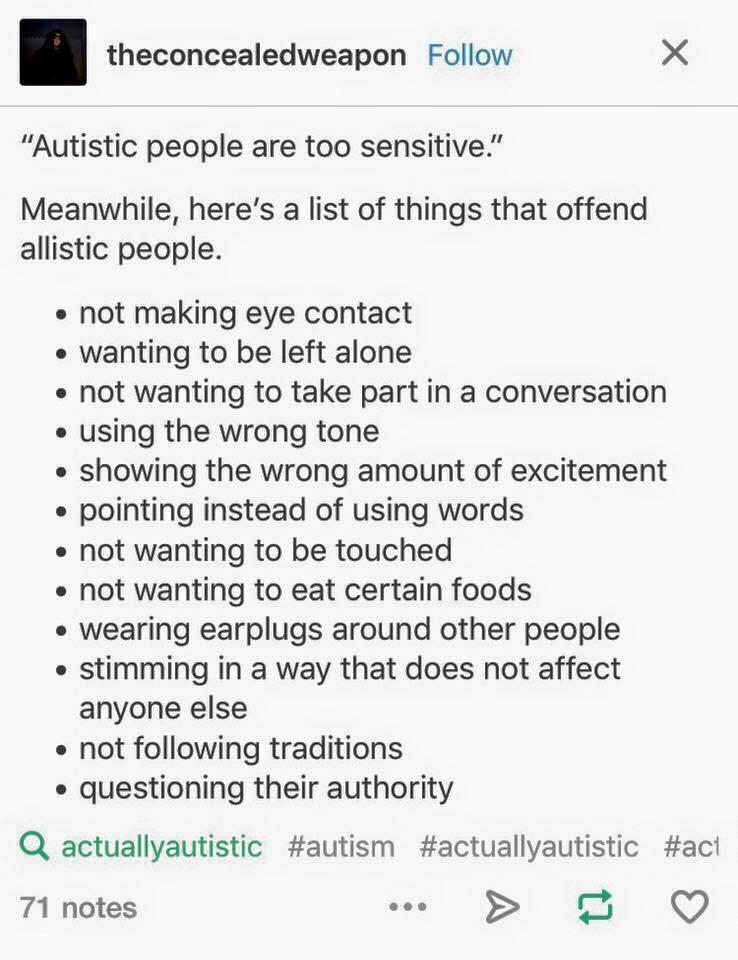 theconcealedweapon Follow
“Autistic people are too sensitive.”
Meanwhile, here’s a list of things that offend
allistic people.
• not making eye contact
• wanting to be left alone
• not wanting to take part in a conversation
• using the wrong tone
• showing the wrong amount of excitement
• pointing instead of using words
• not wanting to be touched
• not wanting to eat certain foods
• wearing earplugs around other people
• stimming in a way that does not affect
anyone else
• not following traditions
• questioning their authority
actuallyautistic #autism #actuallyautistic #act
71 notes